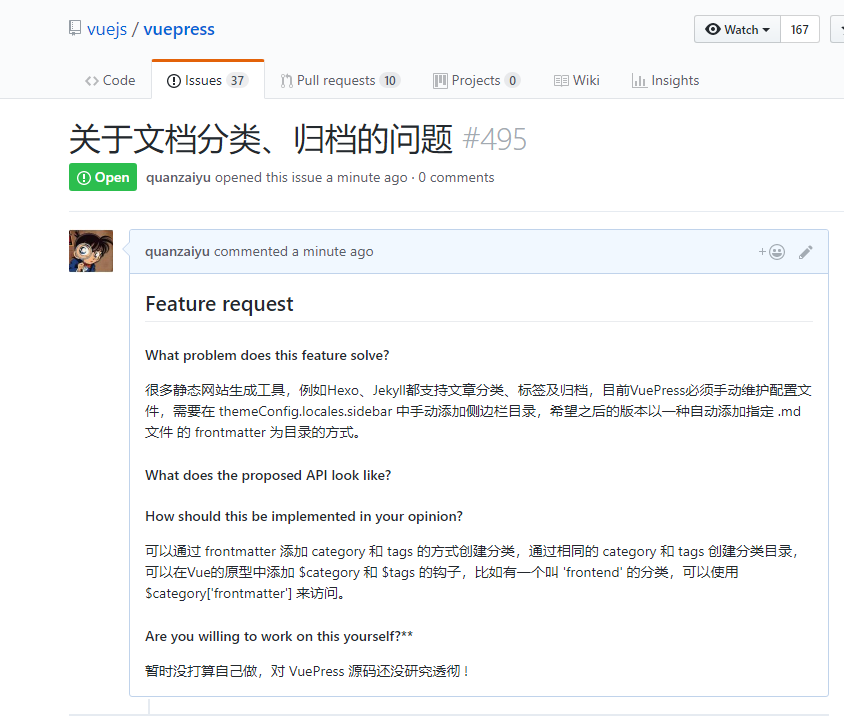 vuejs / vuepress
Watch 167
Code Issues 37 Pull requests 10 Projects 0 Wiki Insights
关于文档分类、归档的问题 #495
Open quanzaiyu opened this issue a minute ago · 0 comments
quanzaiyu commented a minute ago
Feature request
What problem does this feature solve?
很多静态网站生成工具，例如Hexo、Jekyll都支持文章分类、标签及归档，目前VuePress必须手动维护配置文
件，需要在 themeConfig.locales.sidebar 中手动添加侧边栏目录，希望之后的版本以一种自动添加指定 .md
文件 的 frontmatter 为目录的方式。
What does the proposed API look like?
How should this be implemented in your opinion?
可以通过 frontmatter 添加 category 和 tags 的方式创建分类，通过相同的 category 和 tags 创建分类目录，
可以在Vue的原型中添加 $category 和 $tags 的钩子，比如有一个叫 'frontend' 的分类，可以使用
$category['frontmatter'] 来访问。
Are you willing to work on this yourself?**
暂时没打算自己做，对 VuePress 源码还没研究透彻！